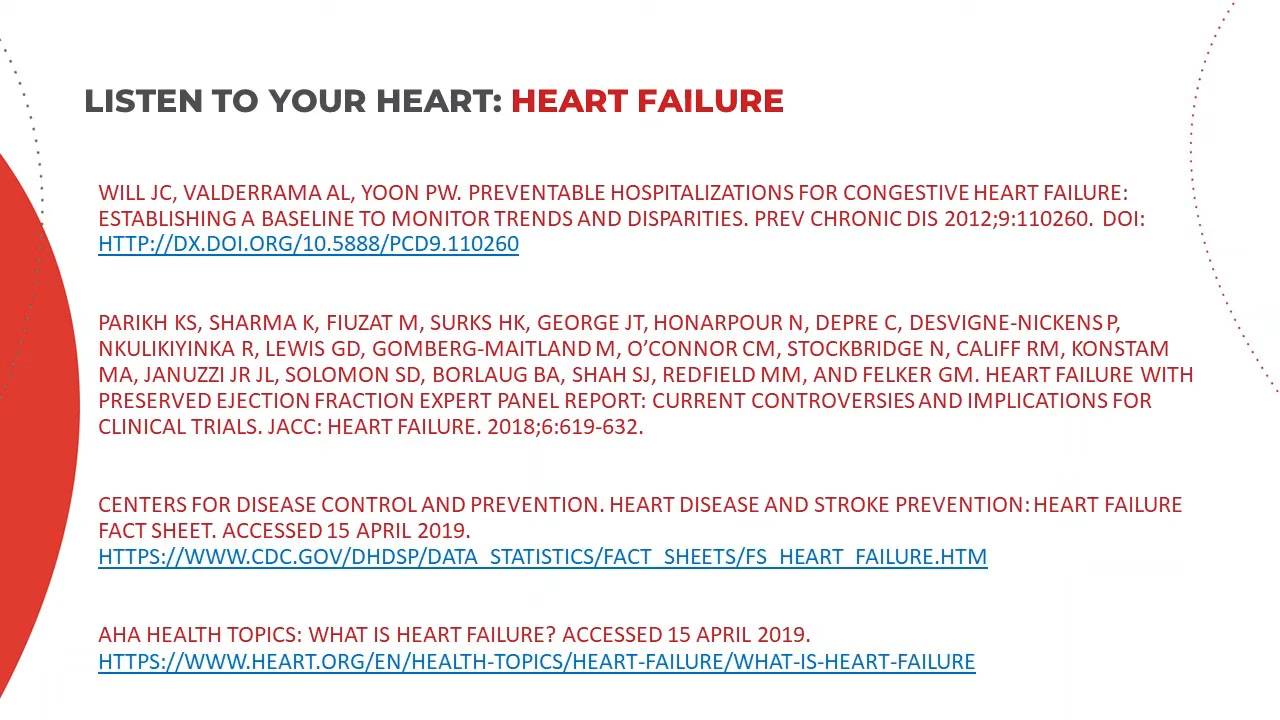 LISTEN TO YOUR HEART: HEART FAILURE
WILL JC, VALDERRAMA AL, YOON PW. PREVENTABLE HOSPITALIZATIONS FOR CONGESTIVE HEART FAILURE:
ESTABLISHING A BASELINE TO MONITOR TRENDS AND DISPARITIES. PREV CHRONIC DIS 2012;9:110260. DOI:
HTTP://DX.DOI.ORG/10.5888/PCD9.110260
PARIKH KS, SHARMA K, FIUZAT M, SURKS HK, GEORGE JT, HONARPOUR N, DEPRE C, DESVIGNE-NICKENS P,
NKULIKIYINKA R, LEWIS GD, GOMBERG-MAITLAND M, O’CONNOR CM, STOCKBRIDGE N, CALIFF RM, KONSTAM
MA, JANUZZI JR JL, SOLOMON SD, BORLAUG BA, SHAH SJ, REDFIELD MM, AND FELKER GM. HEART FAILURE WITH
PRESERVED EJECTION FRACTION EXPERT PANEL REPORT: CURRENT CONTROVERSIES AND IMPLICATIONS FOR
CLINICAL TRIALS. JACC: HEART FAILURE. 2018;6:619-632.
CENTERS FOR DISEASE CONTROL AND PREVENTION. HEART DISEASE AND STROKE PREVENTION: HEART FAILURE
FACT SHEET. ACCESSED 15 APRIL 2019.
HTTPS://WWW.CDC.GOV/DHDSP/DATA_STATISTICS/FACT_SHEETS/FS_HEART_FAILURE.HTM
AHA HEALTH TOPICS: WHAT IS HEART FAILURE? ACCESSED 15 APRIL 2019.
HTTPS://WWW.HEART.ORG/EN/HEALTH-TOPICS/HEART-FAILURE/WHAT-IS-HEART-FAILURE